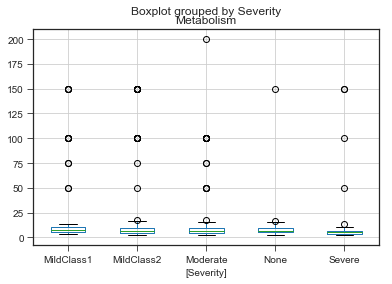 Boxplot grouped by Severity
Metabolism
200
175
150
125
100
75
50
25
0
MildClass1 MildClass2 Moderate None Severe
[Severity]